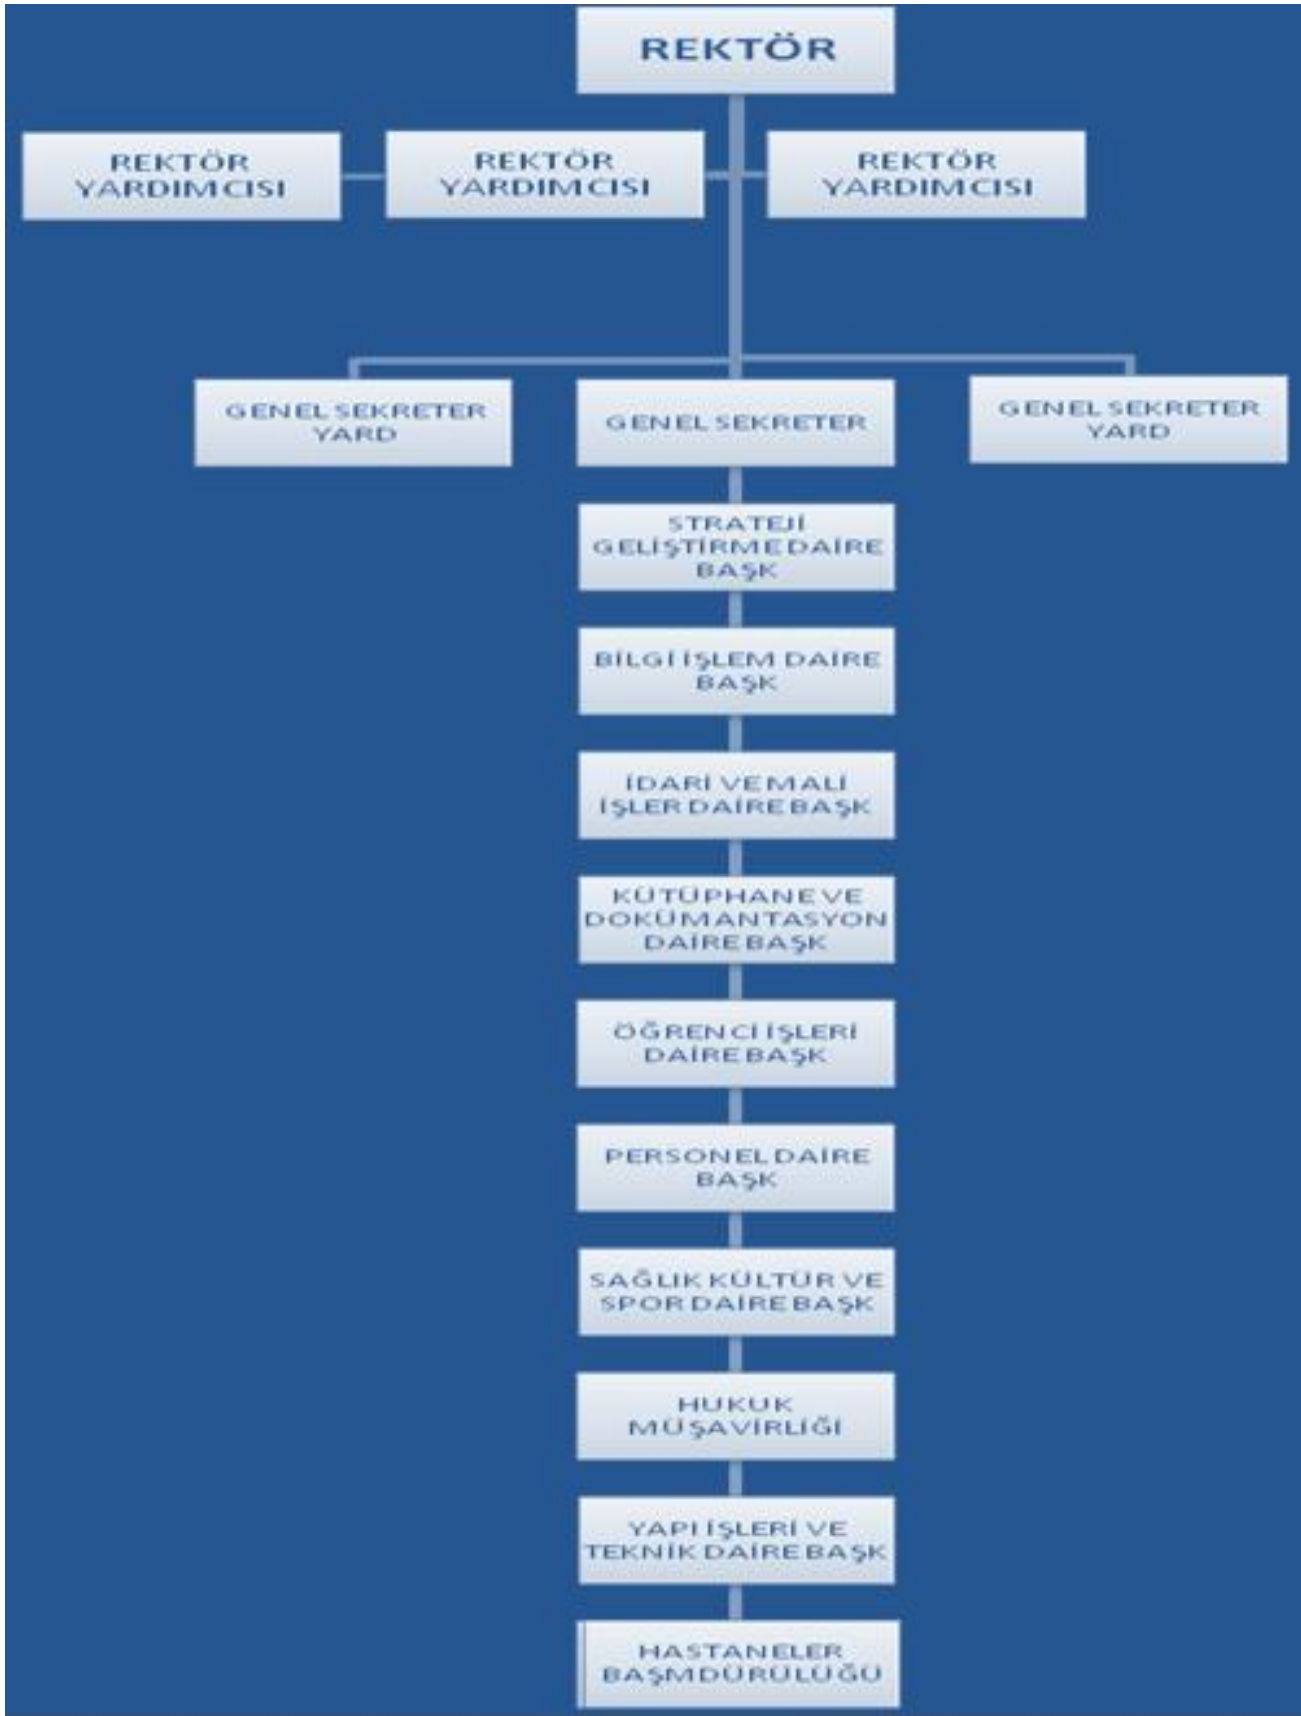 REKTÖR
REKTÖR
YARDIMCISI
REKTÖR
YARDIMCISI
REKTÖR
YARDIMCISI
GENEL SEKRETER
YARD
GENEL SEKRETER
GENEL SEKRETER
YARD
STRATEJİ
GELİŞTİRME DAİRE
BAŞK
BİLGİ İŞLEM DAİRE
BAŞK
İDARİ VE MALİ
İŞLER DAİRE BAŞK
KÜTÜPHANE VE
DOKÜMANTASYON
DAİRE BAŞK
ÖĞRENCİ İŞLERİ
DAİRE BAŞK
PERSONEL DAİRE
BAŞK
SAĞLIK KÜLTÜR VE
SPOR DAİRE BAŞK
HUKUK
MÜŞAVİRLİĞİ
YAPI İŞLERİ VE
TEKNİK DAİRE BAŞK
HASTANELER
BAŞMDÜRÜLÜĞÜ